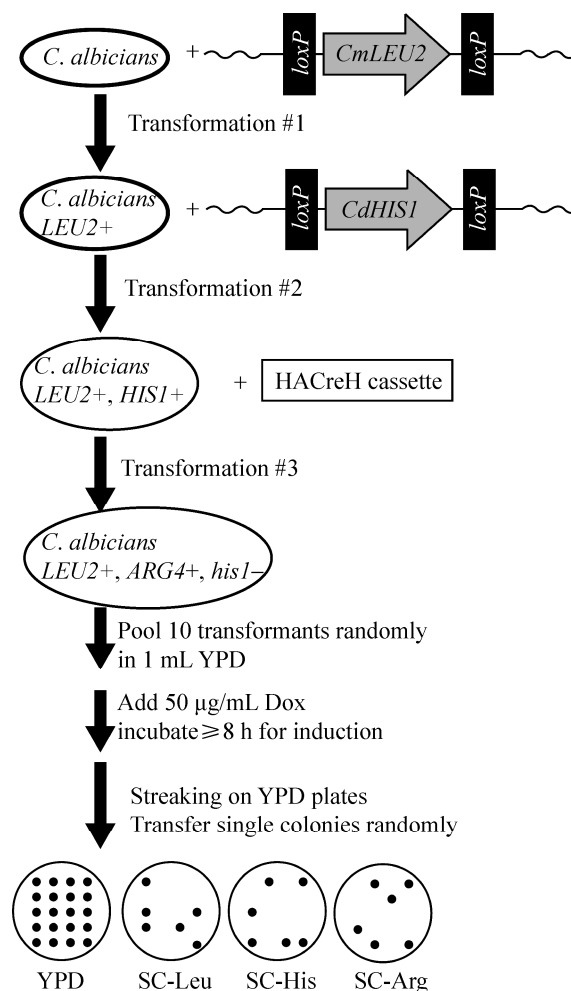 C. albicians + loxP CmLEU2 loxP
Transformation #1
C. albicians
LEU2+
+ loxP CdHIS1 loxP
Transformation #2
C. albicians
LEU2+, HIS1+
+ HACreH cassette
Transformation #3
C. albicians
LEU2+, ARG4+, his1–
Pool 10 transformants randomly
in 1 mL YPD
Add 50 μg/mL Dox
incubate≥8 h for induction
Streaking on YPD plates
Transfer single colonies randomly
YPD SC-Leu SC-His SC-Arg